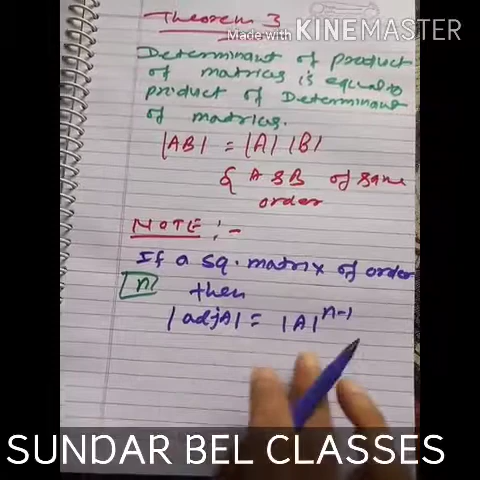 Theorem 3
Made with KINEMASTER
Determinant of product
of matrices is equal to
product of Determinant
of matrices.
|AB| = |A| |B|
{ A & B of same
order
NOTE :-
If a sq. matrix of order
n then
|adjA| = |A|^n-1
SUNDAR BEL CLASSES